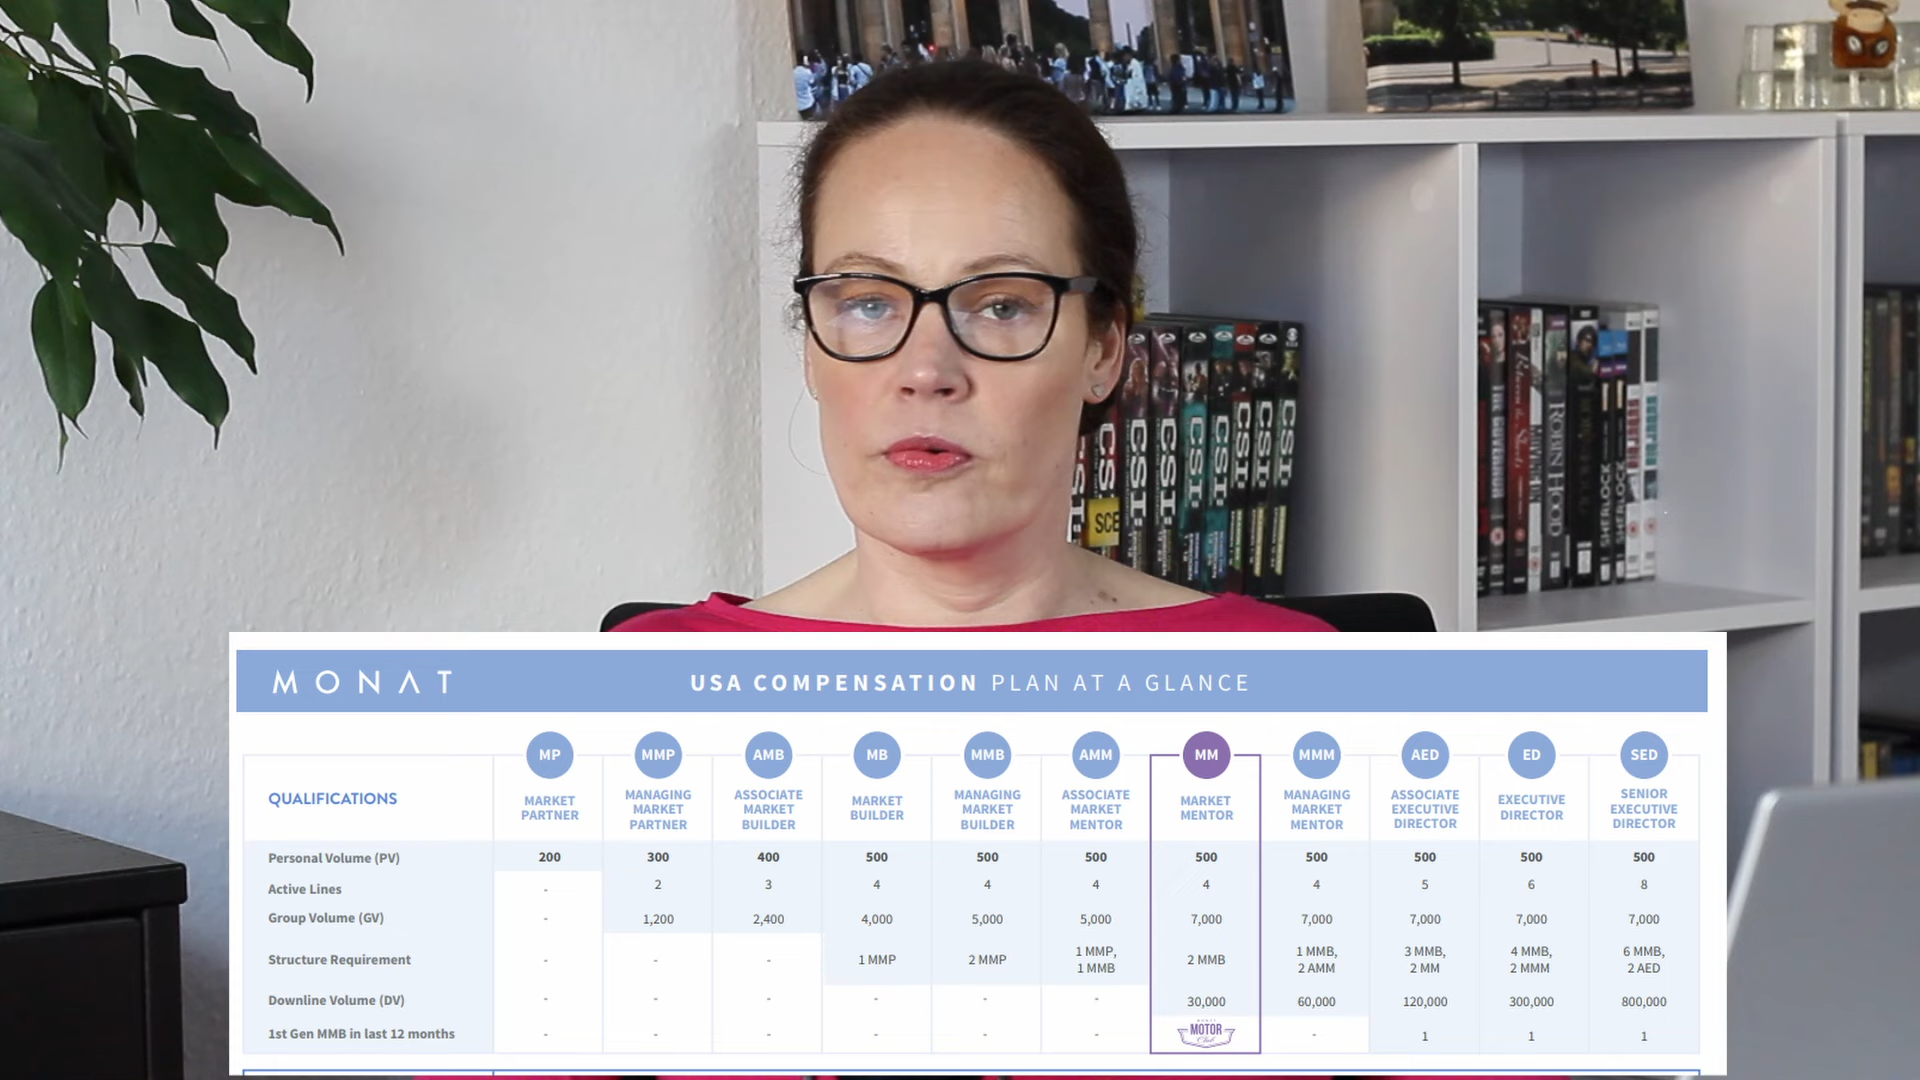 CSI:
CSI:
CSI:
CSI:
CSI:
CSI:
CSI:
SCE
ROBIN HOOD
SHERLOCK
SHERLOCK
MONAT
USA COMPENSATION PLAN AT A GLANCE
MP MMP AMB MB MMB AMM MM MMM AED ED SED
QUALIFICATIONS
MARKET PARTNER
MANAGING MARKET PARTNER
ASSOCIATE MARKET BUILDER
MARKET BUILDER
MANAGING MARKET BUILDER
ASSOCIATE MARKET MENTOR
MARKET MENTOR
MANAGING MARKET MENTOR
ASSOCIATE EXECUTIVE DIRECTOR
EXECUTIVE DIRECTOR
SENIOR EXECUTIVE DIRECTOR
Personal Volume (PV) 200 300 400 500 500 500 500 500 500 500 500
Active Lines - 2 3 4 4 4 4 4 5 6 8
Group Volume (GV) - 1,200 2,400 4,000 5,000 5,000 7,000 7,000 7,000 7,000 7,000
Structure Requirement - - - 1 MMP 2 MMP 1 MMP, 1 MMB 2 MMB 1 MMB, 2 AMM 3 MMB, 2 MM 4 MMB, 2 MMM 6 MMB, 2 AED
Downline Volume (DV) - - - - - - 30,000 60,000 120,000 300,000 800,000
1st Gen MMB in last 12 months - - - - - - MOTOR Club - 1 1 1